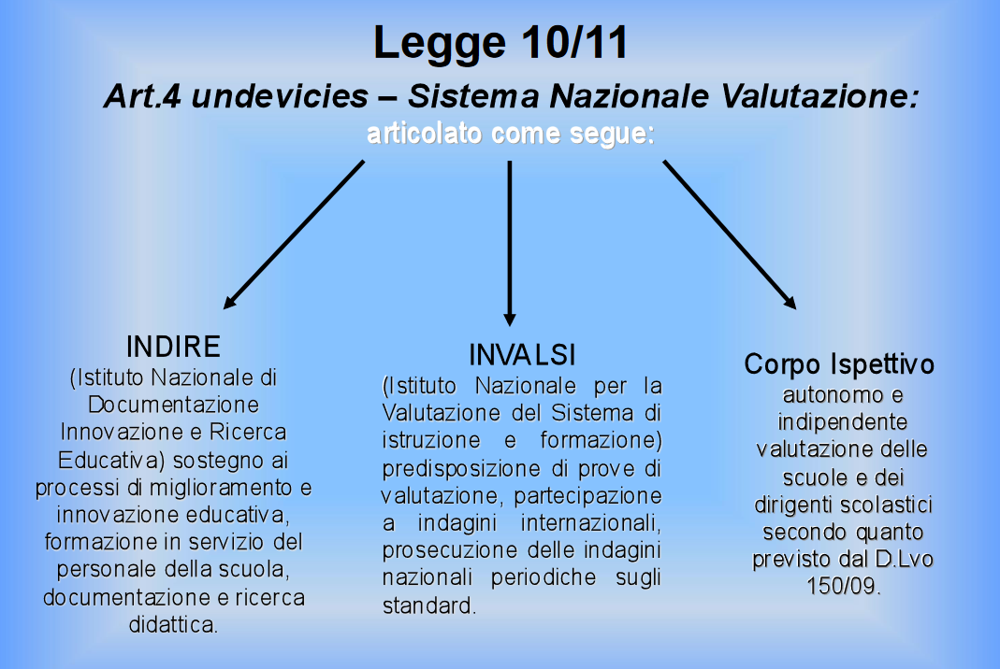 Legge 10/11
Art.4 undevicies – Sistema Nazionale Valutazione:
articolato come segue:
INDIRE
(Istituto Nazionale di
Documentazione
Innovazione e Ricerca
Educativa) sostegno ai
processi di miglioramento e
innovazione educativa,
formazione in servizio del
personale della scuola,
documentazione e ricerca
didattica.
INVALSI
(Istituto Nazionale per la
Valutazione del Sistema di
istruzione e formazione)
predisposizione di prove di
valutazione, partecipazione
a indagini internazionali,
prosecuzione delle indagini
nazionali periodiche sugli
standard.
Corpo Ispettivo
autonomo e
indipendente
valutazione delle
scuole e dei
dirigenti scolastici
secondo quanto
previsto dal D.Lvo
150/09.